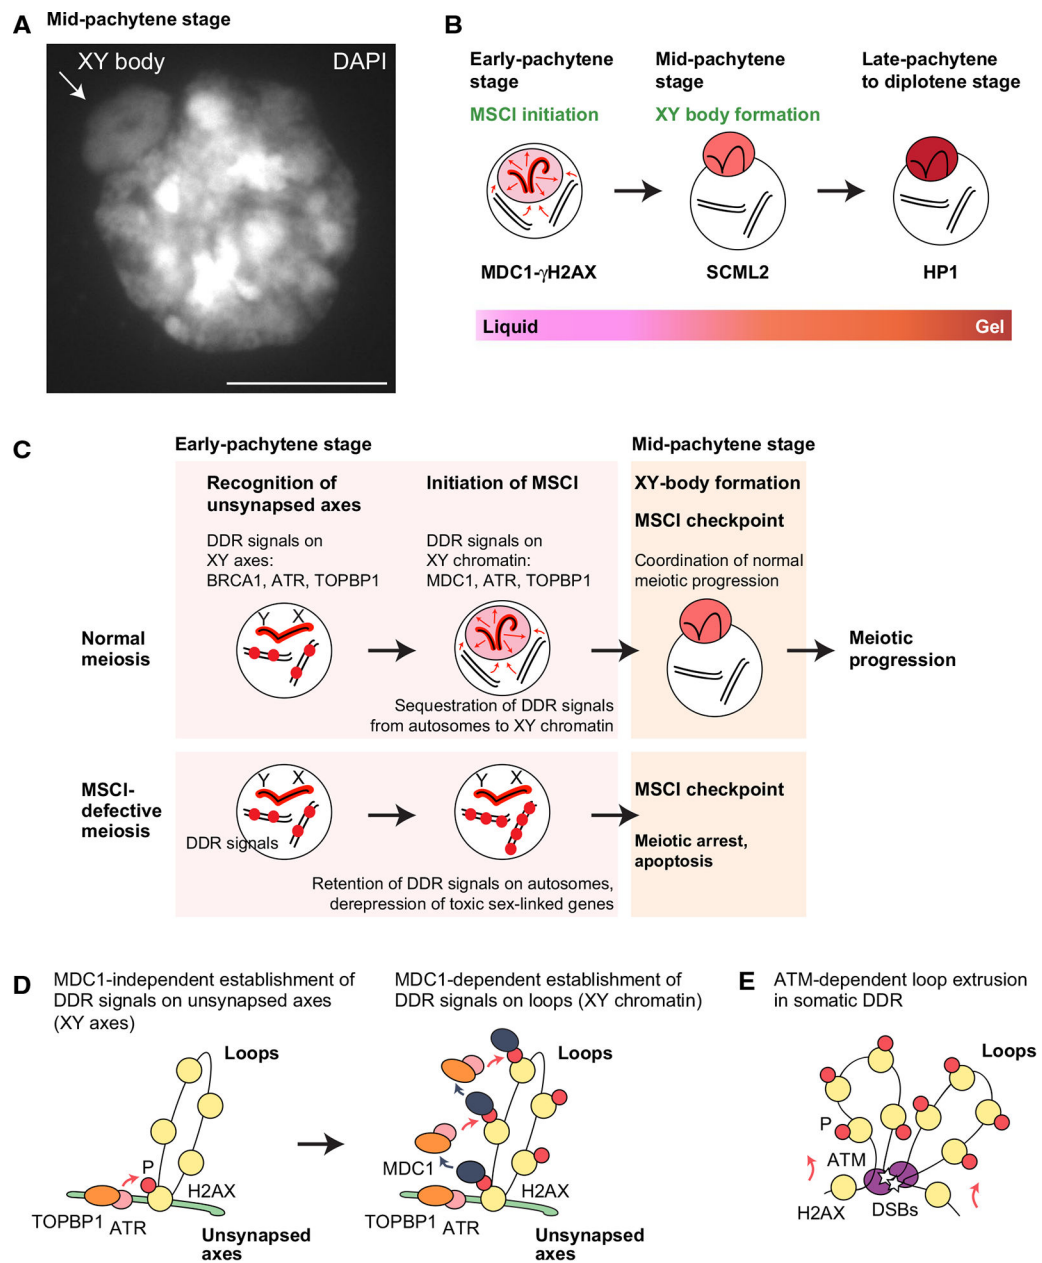 A
Mid-pachytene stage
XY body
DAPI
B
Early-pachytene
stage
MSCI initiation
Mid-pachytene
stage
XY body formation
Late-pachytene
to diplotene stage
MDC1-γH2AX
SCML2
HP1
Liquid
Gel
C
Early-pachytene stage
Mid-pachytene stage
Recognition of
unsynapsed axes
DDR signals on
XY axes:
BRCA1, ATR, TOPBP1
Initiation of MSCI
DDR signals on
XY chromatin:
MDC1, ATR, TOPBP1
XY-body formation
MSCI checkpoint
Coordination of normal
meiotic progression
Normal
meiosis
Y
X
Sequestration of DDR signals
from autosomes to XY chromatin
Meiotic
progression
MSCI-
defective
meiosis
Y
X
DDR signals
Y
X
Retention of DDR signals on autosomes,
derepression of toxic sex-linked genes
MSCI checkpoint
Meiotic arrest,
apoptosis
D
MDC1-independent establishment of
DDR signals on unsynapsed axes
(XY axes)
Loops
P
H2AX
TOPBP1
ATR
Unsynapsed
axes
MDC1-dependent establishment of
DDR signals on loops (XY chromatin)
Loops
MDC1
H2AX
TOPBP1
ATR
Unsynapsed
axes
E
ATM-dependent loop extrusion
in somatic DDR
Loops
P
ATM
H2AX
DSBs